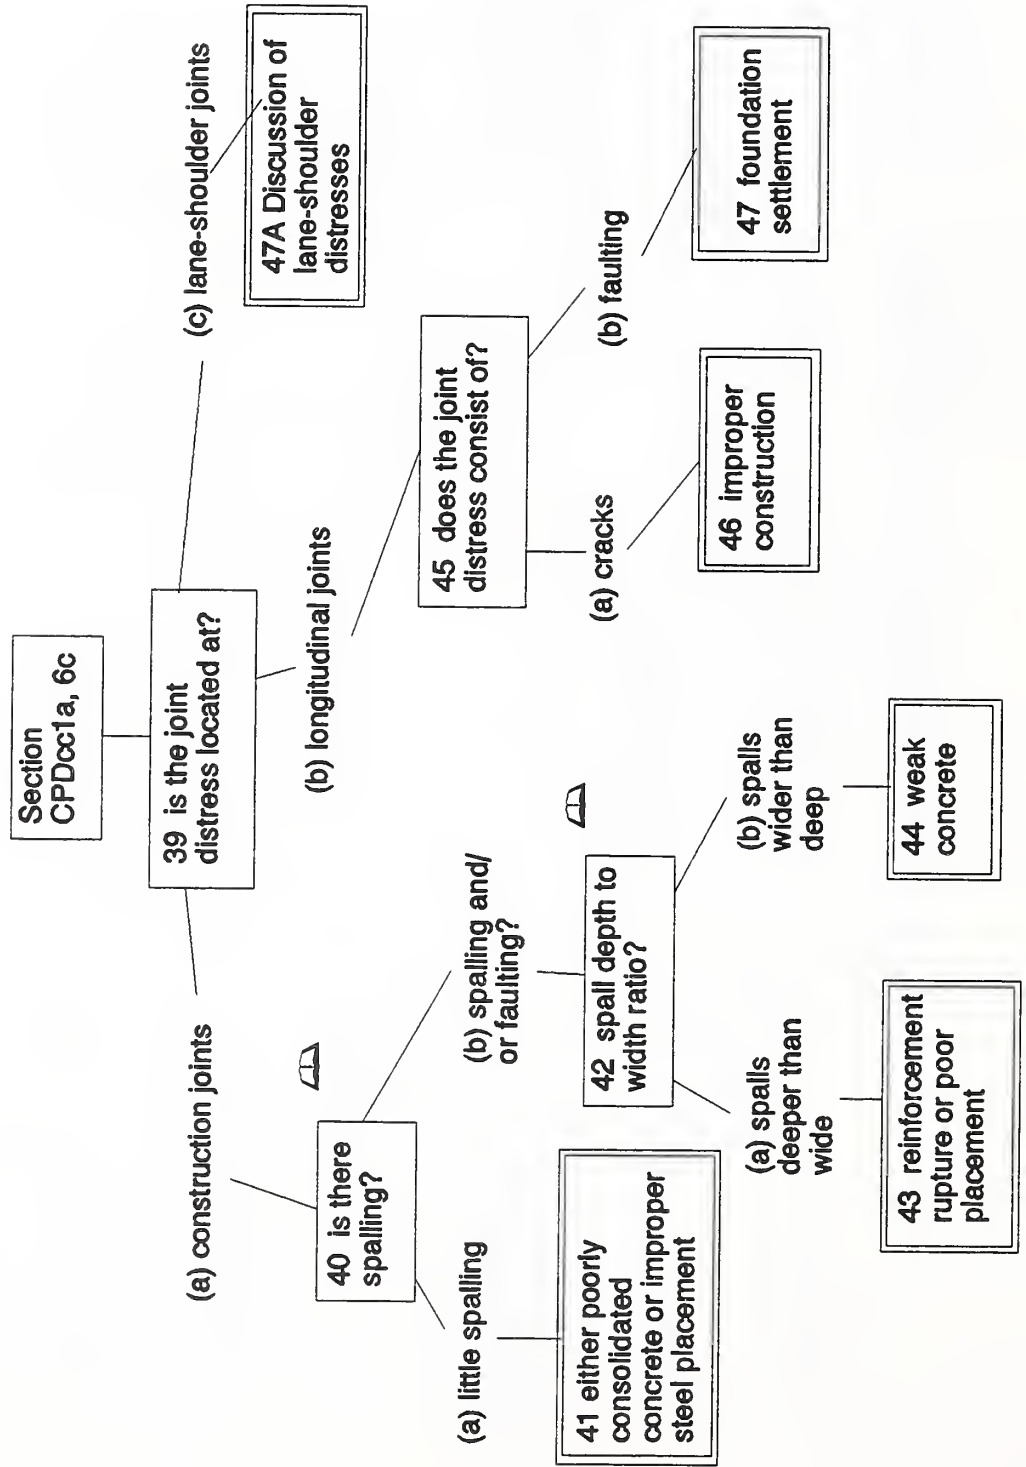 Section
CPDcc1a, 6c
39 is the joint
distress located at?
(a) construction joints
(b) longitudinal joints
(c) lane-shoulder joints
40 is there
spalling?
(a) little spalling
41 either poorly
consolidated
concrete or improper
steel placement
(b) spalling and/
or faulting?
42 spall depth to
width ratio?
(a) spalls
deeper than
wide
43 reinforcement
rupture or poor
placement
(b) spalls
wider than
deep
44 weak
concrete
45 does the joint
distress consist of?
(a) cracks
46 improper
construction
(b) faulting
47 foundation
settlement
47A Discussion of
lane-shoulder
distresses